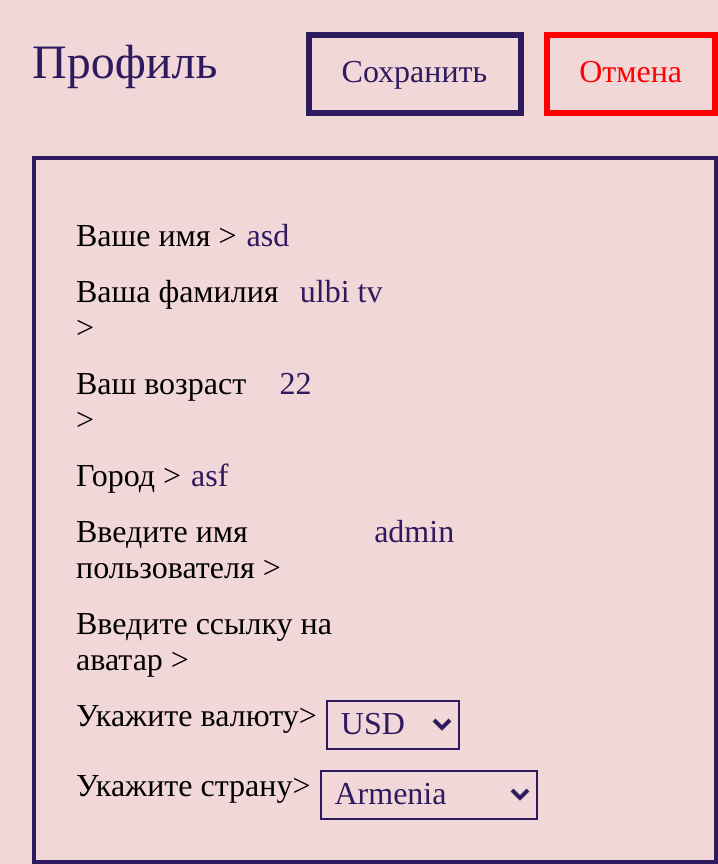 Профиль
Сохранить
Отмена
Ваше имя > asd
Ваша фамилия ulbi tv
>
Ваш возраст 22
>
Город > asf
Введите имя admin
пользователя >
Введите ссылку на
аватар >
Укажите валюту> USD
Укажите страну> Armenia